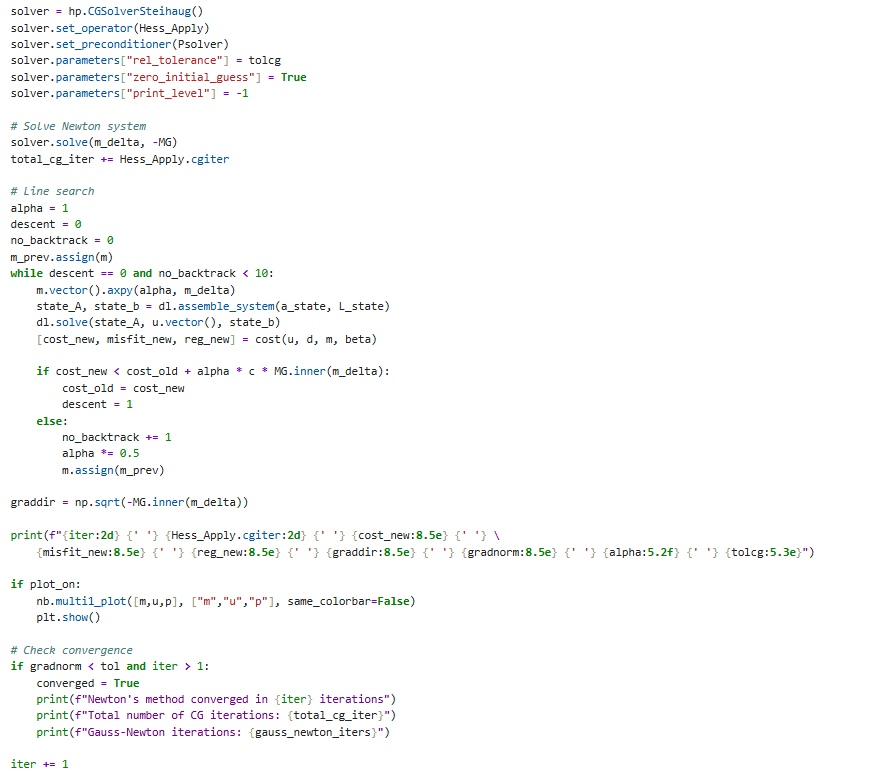 solver = hp.CGSolverSteihaug()
solver.set_operator(Hess_Apply)
solver.set_preconditioner(Psolver)
solver.parameters["rel_tolerance"] = tolcg
solver.parameters["zero_initial_guess"] = True
solver.parameters["print_level"] = -1

# Solve Newton system
solver.solve(m_delta, -MG)
total_cg_iter += Hess_Apply.cgiter

# Line search
alpha = 1
descent = 0
no_backtrack = 0
m_prev.assign(m)
while descent == 0 and no_backtrack < 10:
    m.vector().axpy(alpha, m_delta)
    state_A, state_b = dl.assemble_system(a_state, L_state)
    dl.solve(state_A, u.vector(), state_b)
    [cost_new, misfit_new, reg_new] = cost(u, d, m, beta)

    if cost_new < cost_old + alpha * c * MG.inner(m_delta):
        cost_old = cost_new
        descent = 1
    else:
        no_backtrack += 1
        alpha *= 0.5
        m.assign(m_prev)

graddir = np.sqrt(-MG.inner(m_delta))

print(f"{iter:2d} {' '} {Hess_Apply.cgiter:2d} {' '} {cost_new:8.5e} {' '} \
    {misfit_new:8.5e} {' '} {reg_new:8.5e} {' '} {graddir:8.5e} {' '} {gradnorm:8.5e} {' '} {alpha:5.2f} {' '} {tolcg:5.3e}")

if plot_on:
    nb.multi1_plot([m,u,p], ["m","u","p"], same_colorbar=False)
    plt.show()

# Check convergence
if gradnorm < tol and iter > 1:
    converged = True
    print(f"Newton's method converged in {iter} iterations")
    print(f"Total number of CG iterations: {total_cg_iter}")
    print(f"Gauss-Newton iterations: {gauss_newton_iters}")

iter += 1